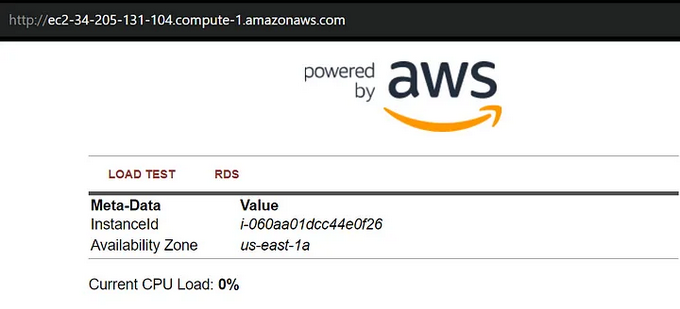 http://ec2-34-205-131-104.compute-1.amazonaws.com
powered
by
aws
LOAD TEST RDS
Meta-Data Value
InstanceId i-060aa01dcc44e0f26
Availability Zone us-east-1a
Current CPU Load: 0%